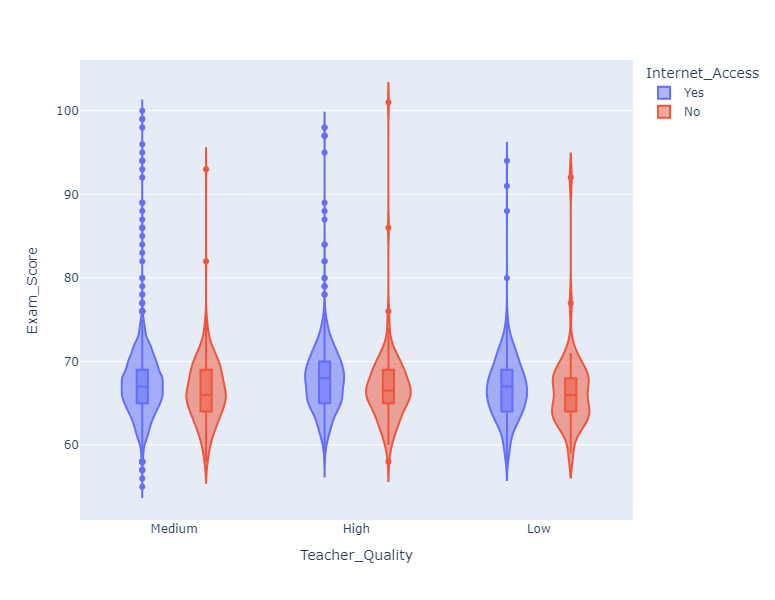 Internet_Access
Yes
No
100
90
80
70
60
Exam_Score
Medium
High
Low
Teacher_Quality